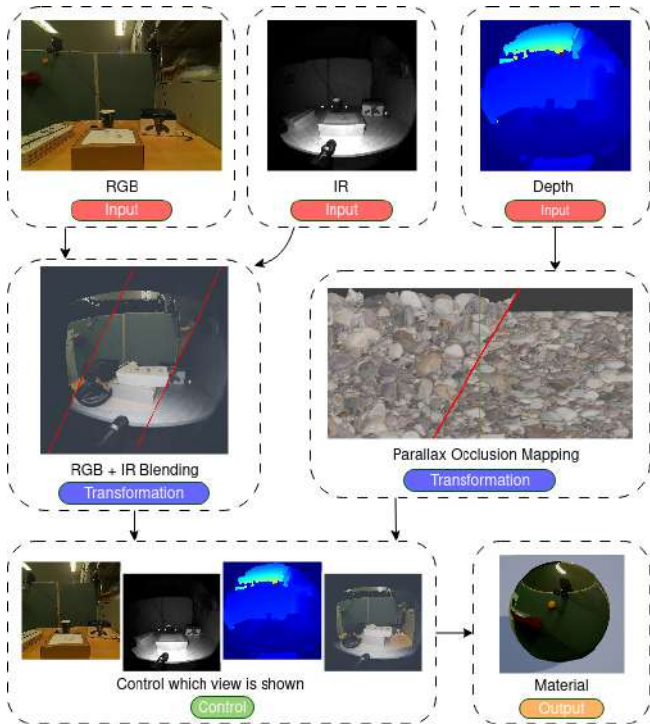 RGB
Input
IR
Input
Depth
Input
RGB + IR Blending
Transformation
Parallax Occlusion Mapping
Transformation
Control which view is shown
Control
Material
Output